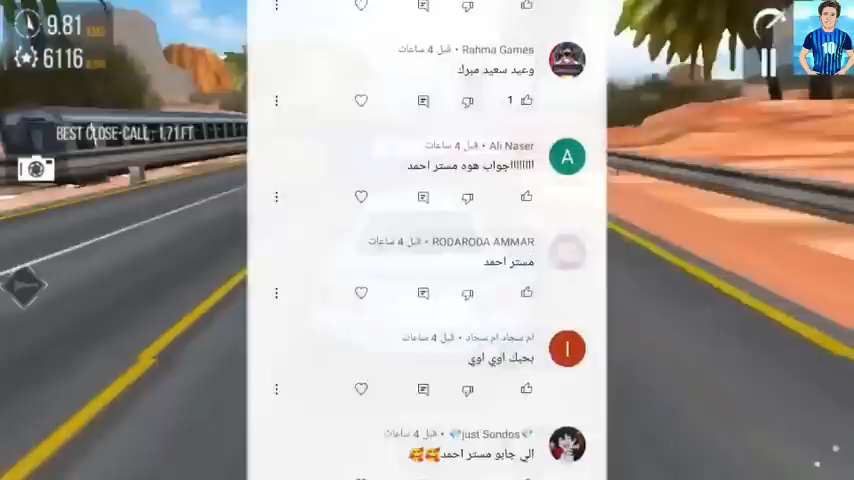 9.81
6116
BEST CLOSE-CALL : 1.71 FT
Rahma Games • قبل 4 ساعات
وعيد سعيد مبرك
1
Ali Naser • قبل 4 ساعات
A
!!!!!!!!جواب هوه مستر احمد
RODARODA AMMAR • قبل 4 ساعات
مستر احمد
ام سجاد ام سجاد • قبل 4 ساعات
I
بحبك اوي اوي
💎just Sondos💎 • قبل 4 ساعات
الي جابو مستر احمد🥰🥰
10